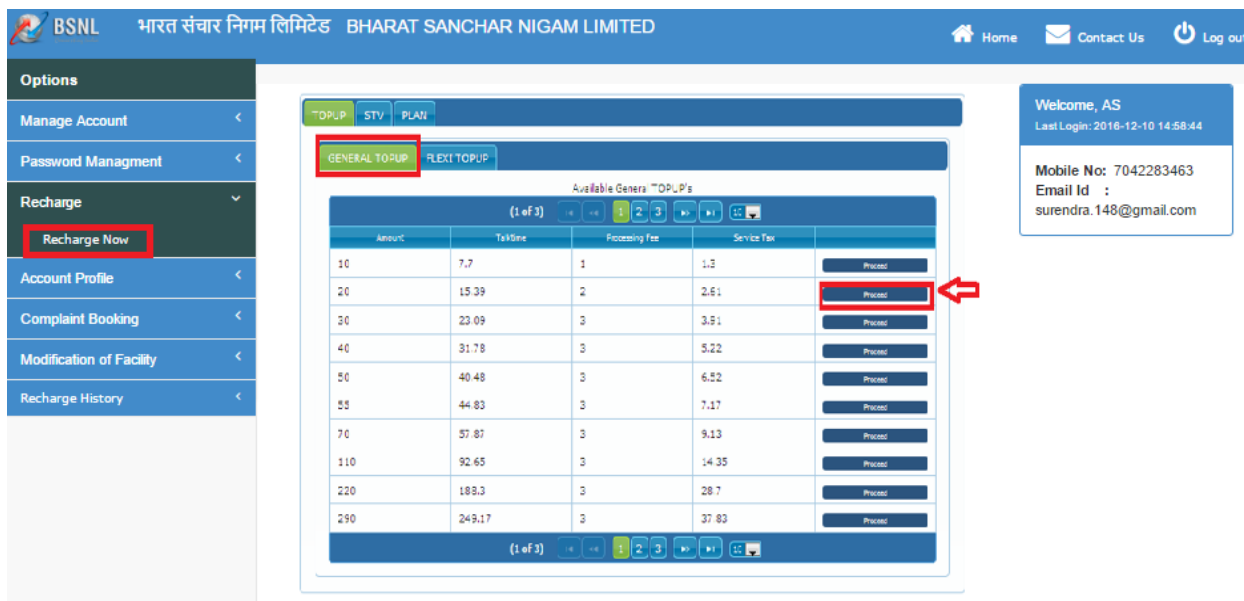 BSNL भारत संचार निगम लिमिटेड BHARAT SANCHAR NIGAM LIMITED
Home Contact Us Log out
Options
Manage Account
Password Managment
Recharge
Recharge Now
Account Profile
Complaint Booking
Modification of Facility
Recharge History
TOPUP STV PLAN
GENERAL TOPUP FLEXI TOPUP
Available General TOPUP's
(1 of 3) 1 2 3 10
Amount Talktime Processing Fee Service Tax
10 7.7 1 1.3 Proceed
20 15.39 2 2.61 Proceed
30 23.09 3 3.91 Proceed
40 31.78 3 5.22 Proceed
50 40.48 3 6.52 Proceed
55 44.83 3 7.17 Proceed
70 57.87 3 9.13 Proceed
110 92.65 3 14.35 Proceed
220 188.3 3 28.7 Proceed
290 249.17 3 37.83 Proceed
(1 of 3) 1 2 3 10
Welcome, AS
Last Login: 2016-12-10 14:58:44
Mobile No: 7042283463
Email Id :
surendra.148@gmail.com